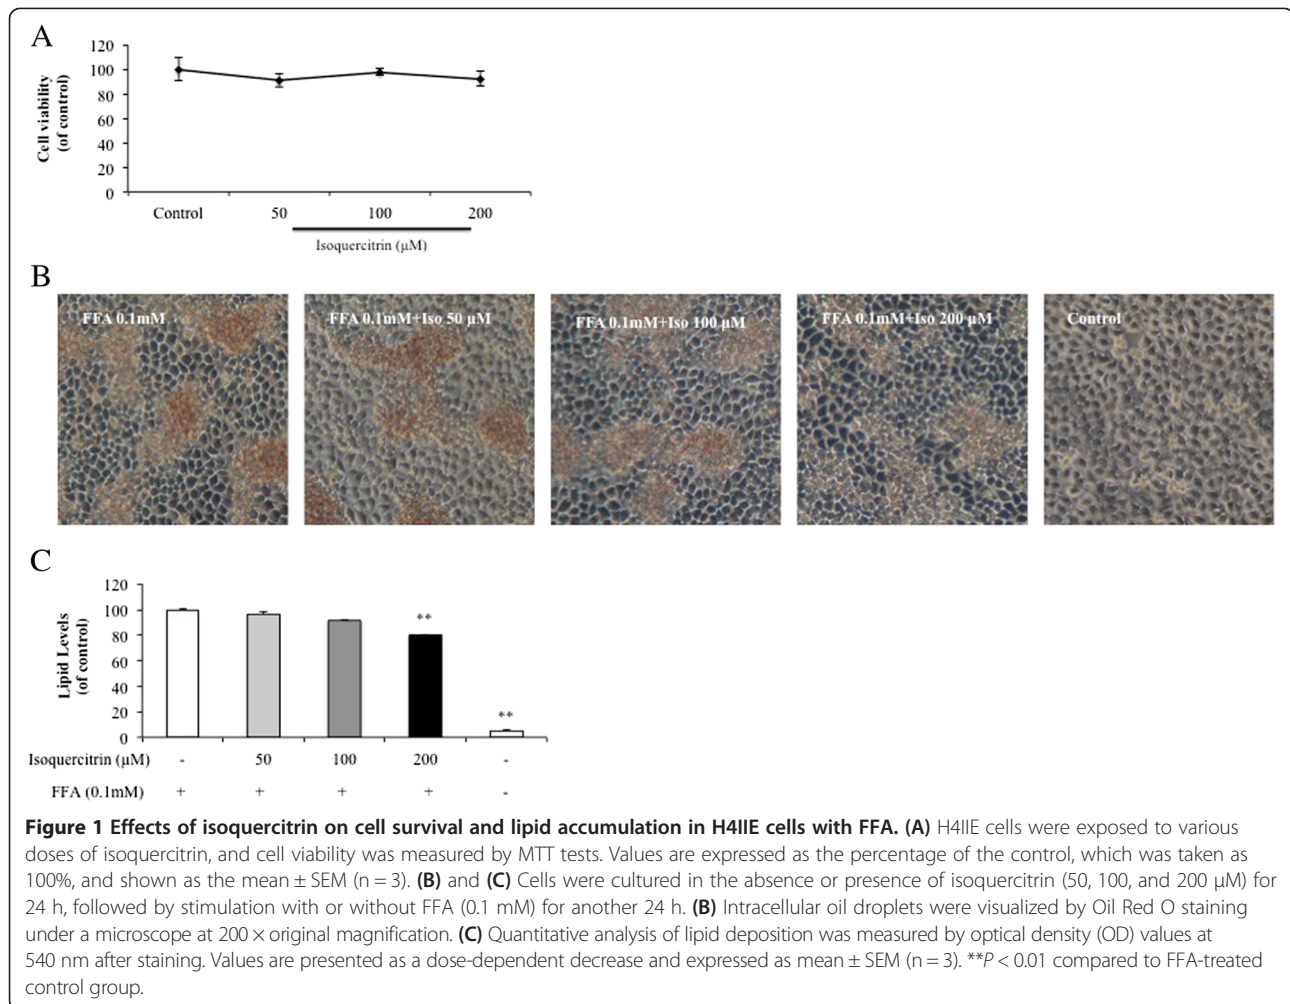 A
120
100
80
60
40
20
0
Cell viability
(of control)
Control 50 100 200
Isoquercitrin (µM)
B
FFA 0.1mM
FFA 0.1mM+Iso 50 µM
FFA 0.1mM+Iso 100 µM
FFA 0.1mM+Iso 200 µM
Control
C
120
100
80
60
40
20
0
Lipid Levels
(of control)
**
**
Isoquercitrin (µM) - 50 100 200 -
FFA (0.1mM) + + + + -
Figure 1 Effects of isoquercitrin on cell survival and lipid accumulation in H4IIE cells with FFA. (A) H4IIE cells were exposed to various
doses of isoquercitrin, and cell viability was measured by MTT tests. Values are expressed as the percentage of the control, which was taken as
100%, and shown as the mean ± SEM (n = 3). (B) and (C) Cells were cultured in the absence or presence of isoquercitrin (50, 100, and 200 µM) for
24 h, followed by stimulation with or without FFA (0.1 mM) for another 24 h. (B) Intracellular oil droplets were visualized by Oil Red O staining
under a microscope at 200 × original magnification. (C) Quantitative analysis of lipid deposition was measured by optical density (OD) values at
540 nm after staining. Values are presented as a dose-dependent decrease and expressed as mean ± SEM (n = 3). **P < 0.01 compared to FFA-treated
control group.